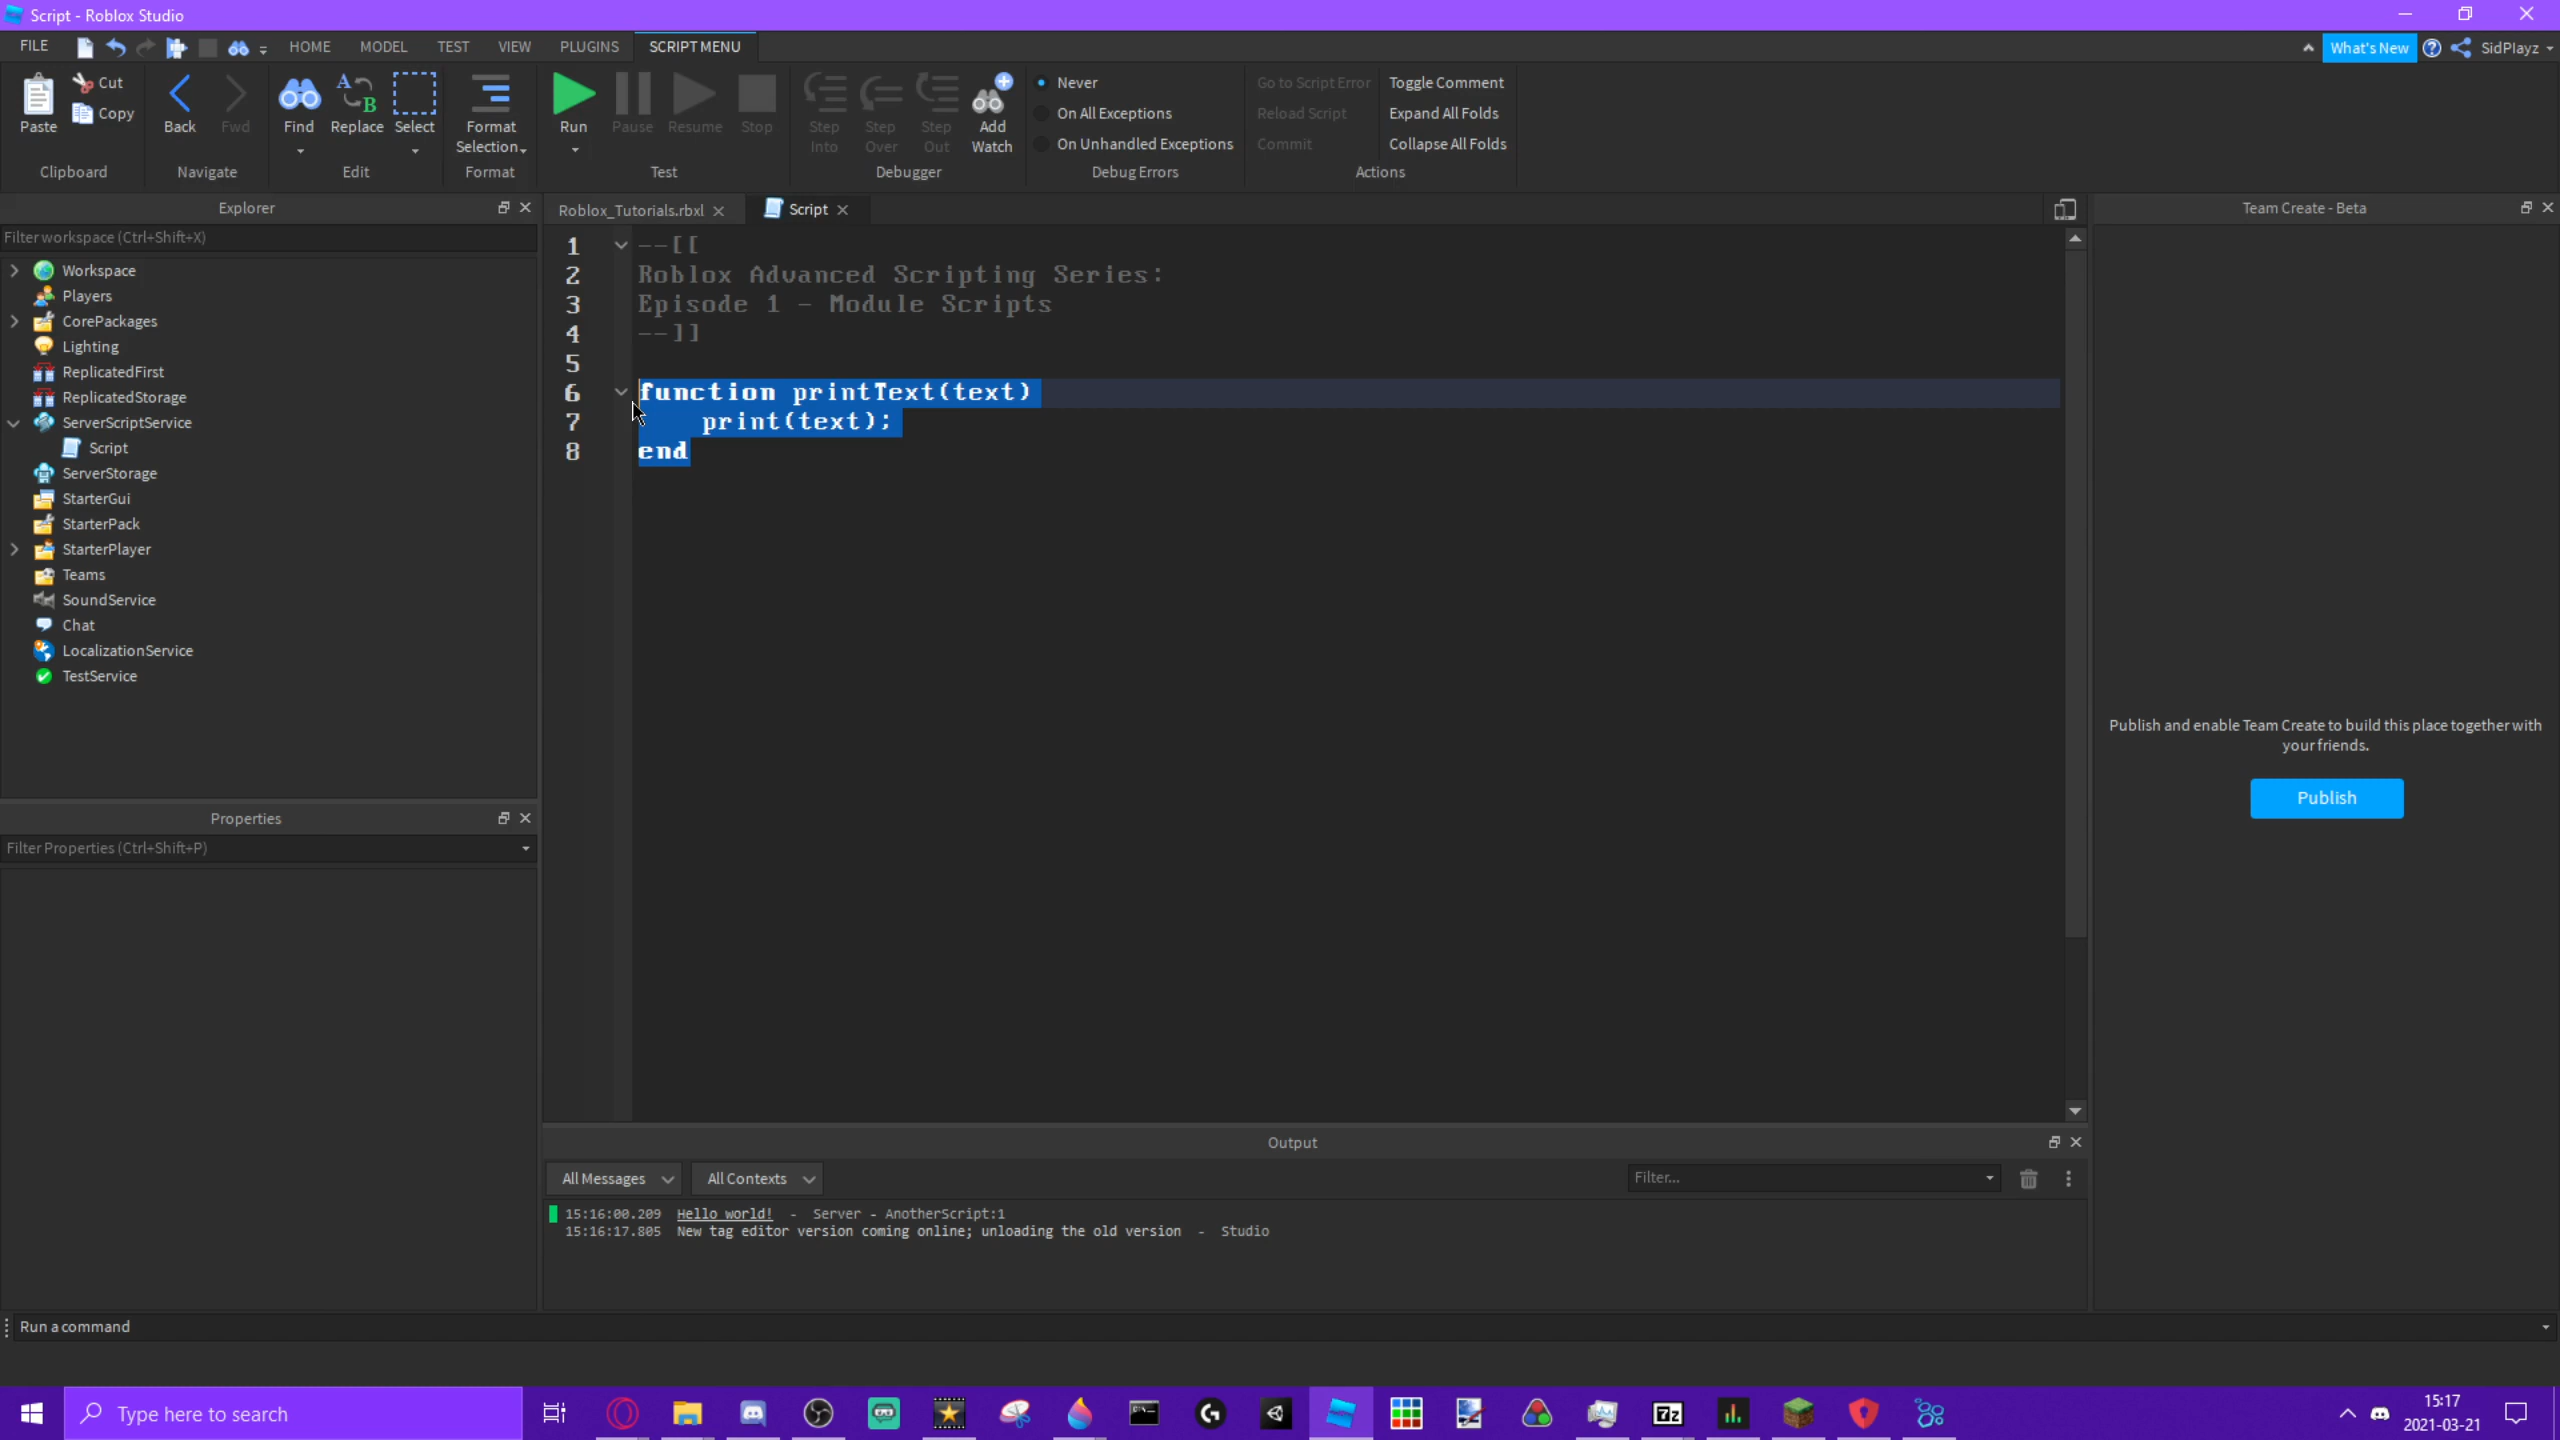 Script - Roblox Studio
FILE
HOME
MODEL
TEST
VIEW
PLUGINS
SCRIPT MENU
What's New
SidPlayz
Paste
Cut
Copy
Clipboard
Back
Fwd
Navigate
Find
Replace
Select
Edit
Format
Selection
Format
Run
Pause
Resume
Stop
Test
Step
Into
Step
Over
Step
Out
Add
Watch
Debugger
Never
On All Exceptions
On Unhandled Exceptions
Debug Errors
Go to Script Error
Reload Script
Commit
Toggle Comment
Expand All Folds
Collapse All Folds
Actions
Explorer
Filter workspace (Ctrl+Shift+X)
Workspace
Players
CorePackages
Lighting
ReplicatedFirst
ReplicatedStorage
ServerScriptService
Script
ServerStorage
StarterGui
StarterPack
StarterPlayer
Teams
SoundService
Chat
LocalizationService
TestService
Properties
Filter Properties (Ctrl+Shift+P)
Roblox_Tutorials.rbxl
Script
1 --[[
2 Roblox Advanced Scripting Series:
3 Episode 1 - Module Scripts
4 --]]
5
6 function printText(text)
7 print(text);
8 end
Team Create - Beta
Publish and enable Team Create to build this place together with
your friends.
Publish
Output
All Messages
All Contexts
Filter...
15:16:00.209 Hello world! - Server - AnotherScript:1
15:16:17.805 New tag editor version coming online; unloading the old version - Studio
Run a command
Type here to search
15:17
2021-03-21